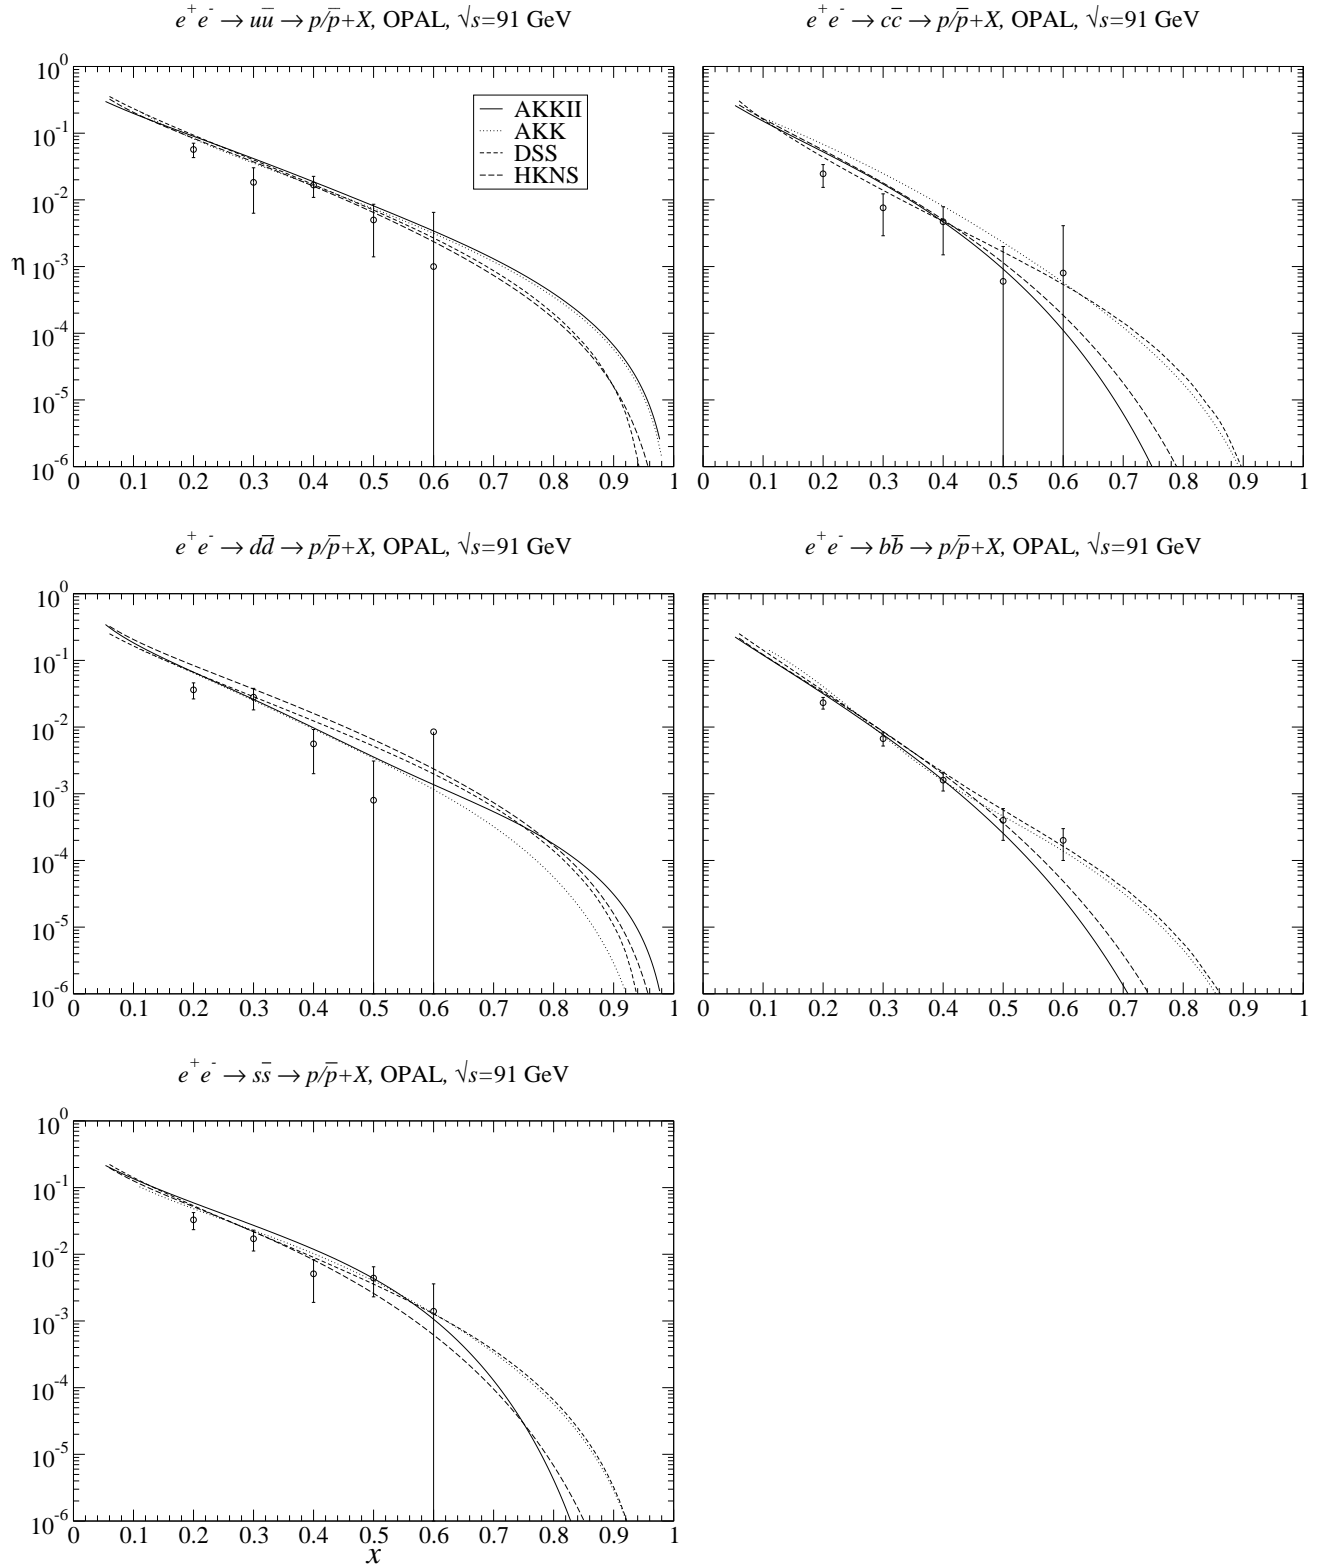 e⁺e⁻ → uū → p/p̄+X, OPAL, √s=91 GeV
10⁰
10⁻¹
10⁻²
10⁻³
10⁻⁴
10⁻⁵
10⁻⁶
η
AKKII
AKK
DSS
HKNS
0 0.1 0.2 0.3 0.4 0.5 0.6 0.7 0.8 0.9 1
e⁺e⁻ → cc̄ → p/p̄+X, OPAL, √s=91 GeV
0 0.1 0.2 0.3 0.4 0.5 0.6 0.7 0.8 0.9 1
e⁺e⁻ → dd̄ → p/p̄+X, OPAL, √s=91 GeV
10⁰
10⁻¹
10⁻²
10⁻³
10⁻⁴
10⁻⁵
10⁻⁶
0 0.1 0.2 0.3 0.4 0.5 0.6 0.7 0.8 0.9 1
e⁺e⁻ → bb̄ → p/p̄+X, OPAL, √s=91 GeV
0 0.1 0.2 0.3 0.4 0.5 0.6 0.7 0.8 0.9 1
e⁺e⁻ → ss̄ → p/p̄+X, OPAL, √s=91 GeV
10⁰
10⁻¹
10⁻²
10⁻³
10⁻⁴
10⁻⁵
10⁻⁶
0 0.1 0.2 0.3 0.4 0.5 0.6 0.7 0.8 0.9 1
x